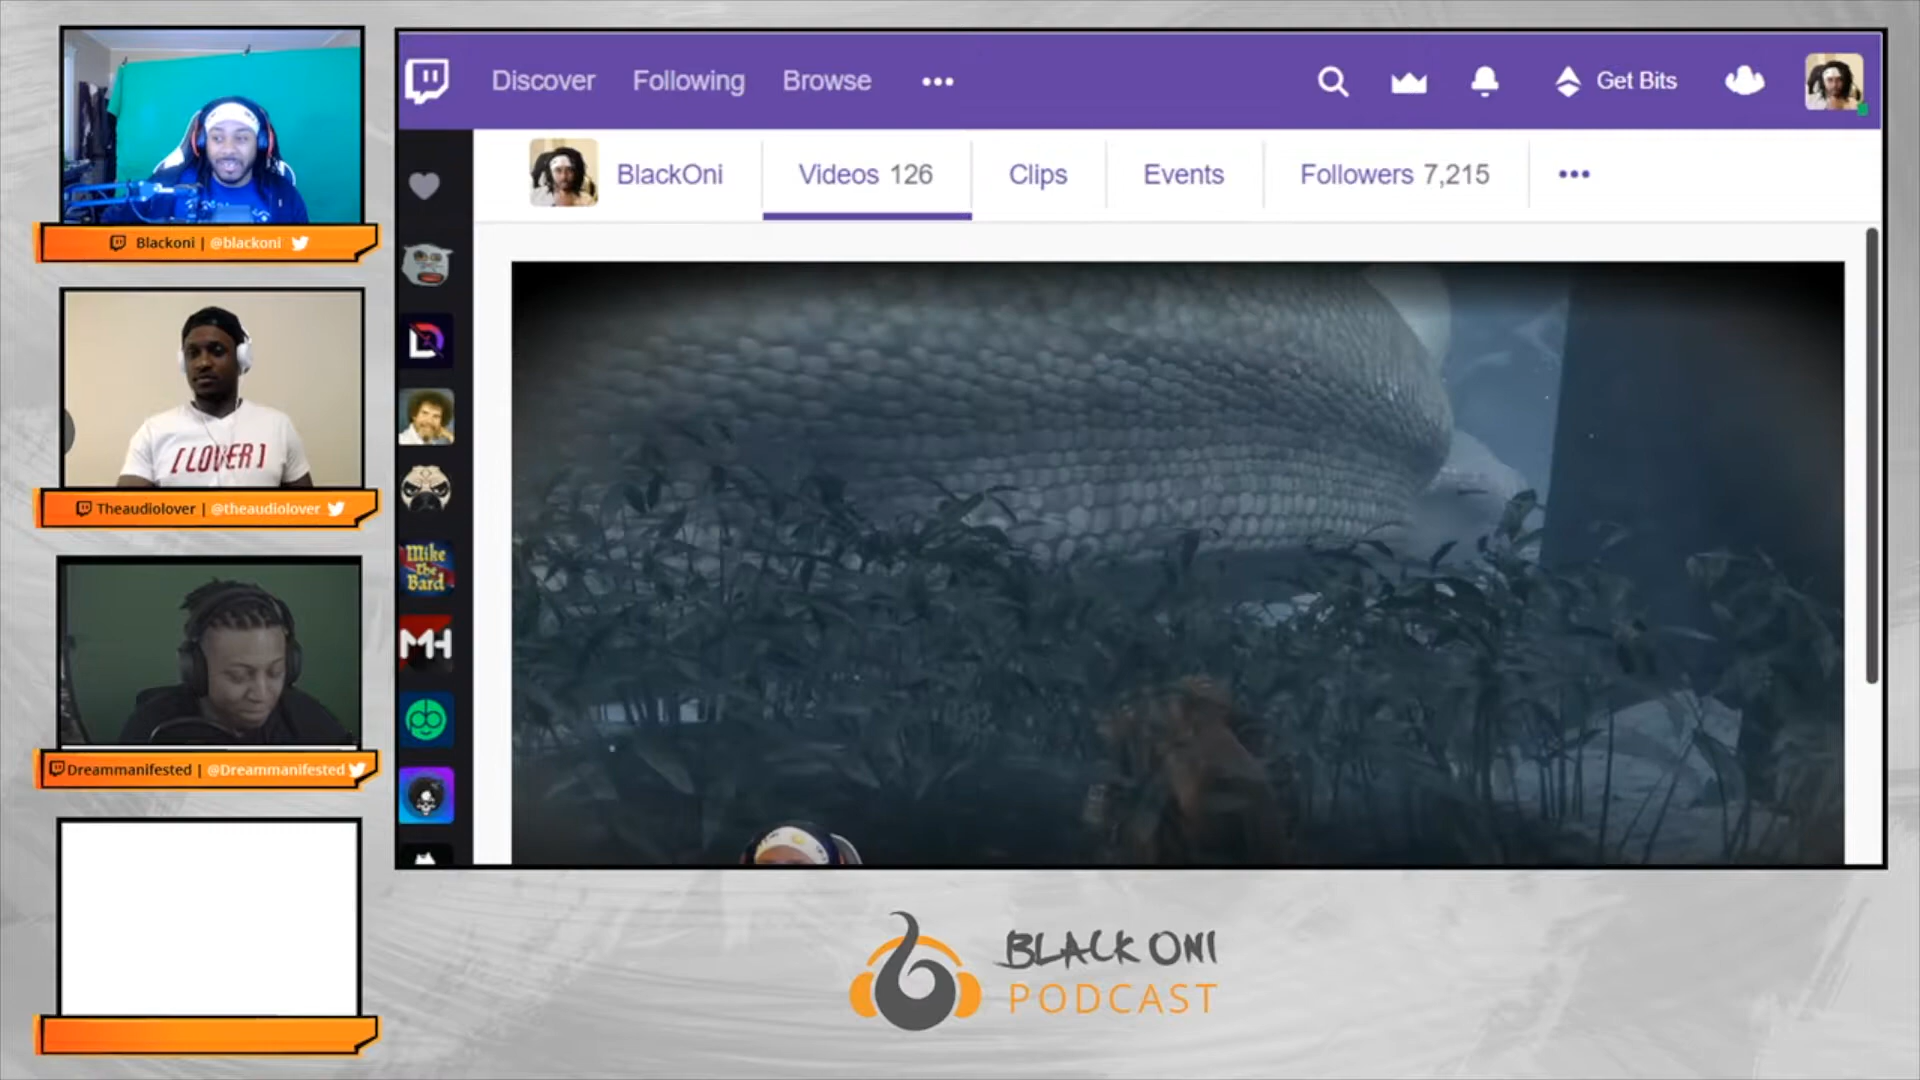 Discover Following Browse
Get Bits
BlackOni Videos 126 Clips Events Followers 7,215
Blackoni | @blackoni
[LOVER]
Theaudiolover | @theaudiolover
Dreammanifested | @Dreammanifested
Mike
The
Bard
MH
BLACK ONI
PODCAST